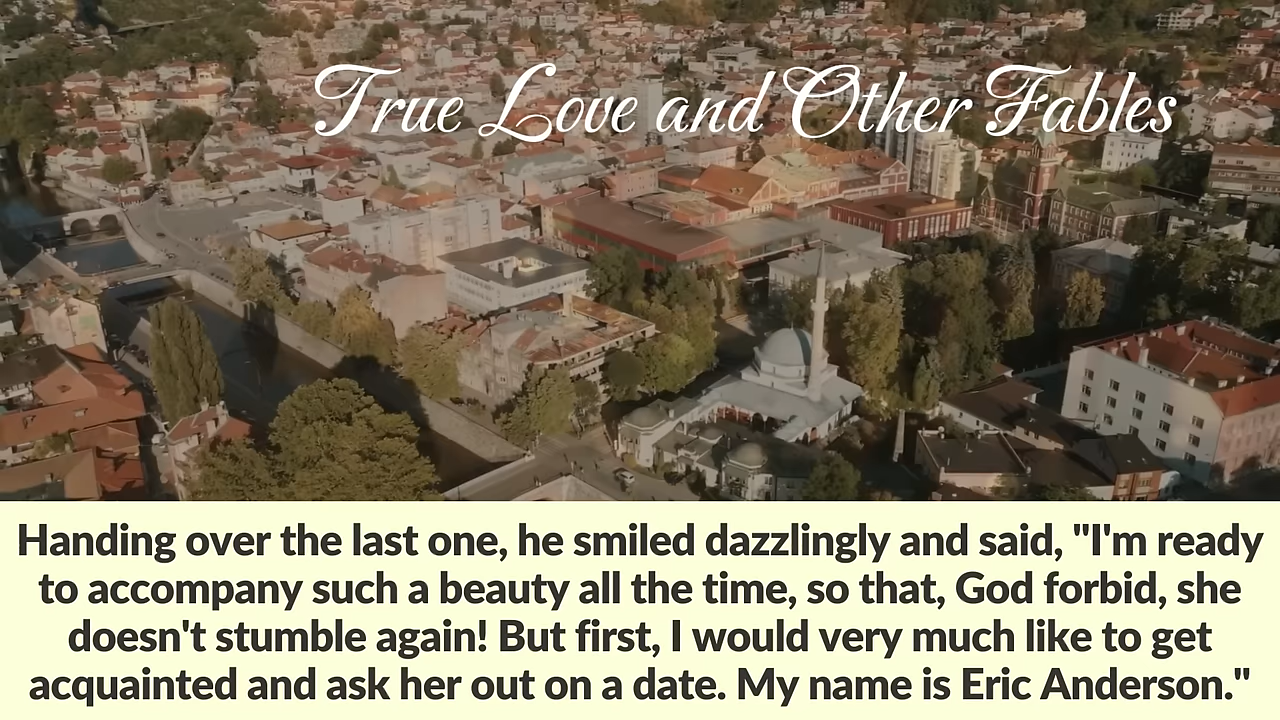 True Love and Other Fables
Handing over the last one, he smiled dazzlingly and said, "I'm ready
to accompany such a beauty all the time, so that, God forbid, she
doesn't stumble again! But first, I would very much like to get
acquainted and ask her out on a date. My name is Eric Anderson."